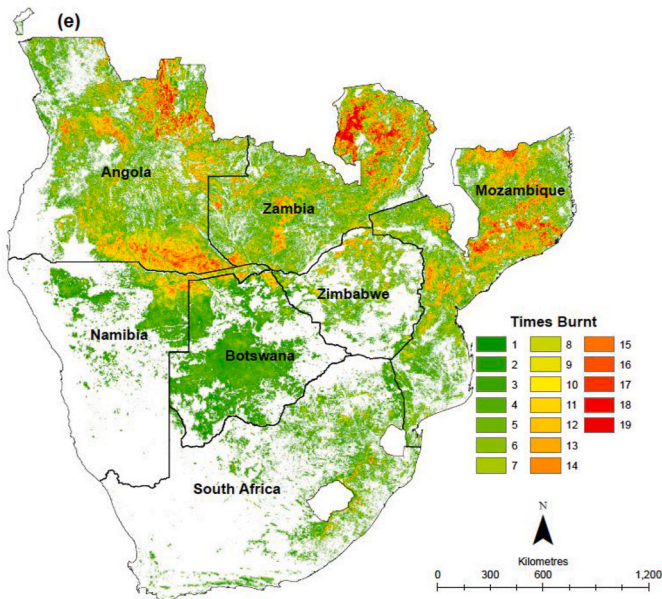 (e)
Angola
Zambia
Mozambique
Zimbabwe
Namibia
Botswana
South Africa
Times Burnt
1 8 15
2 9 16
3 10 17
4 11 18
5 12 19
6 13
7 14
N
Kilometres
0 300 600 1,200